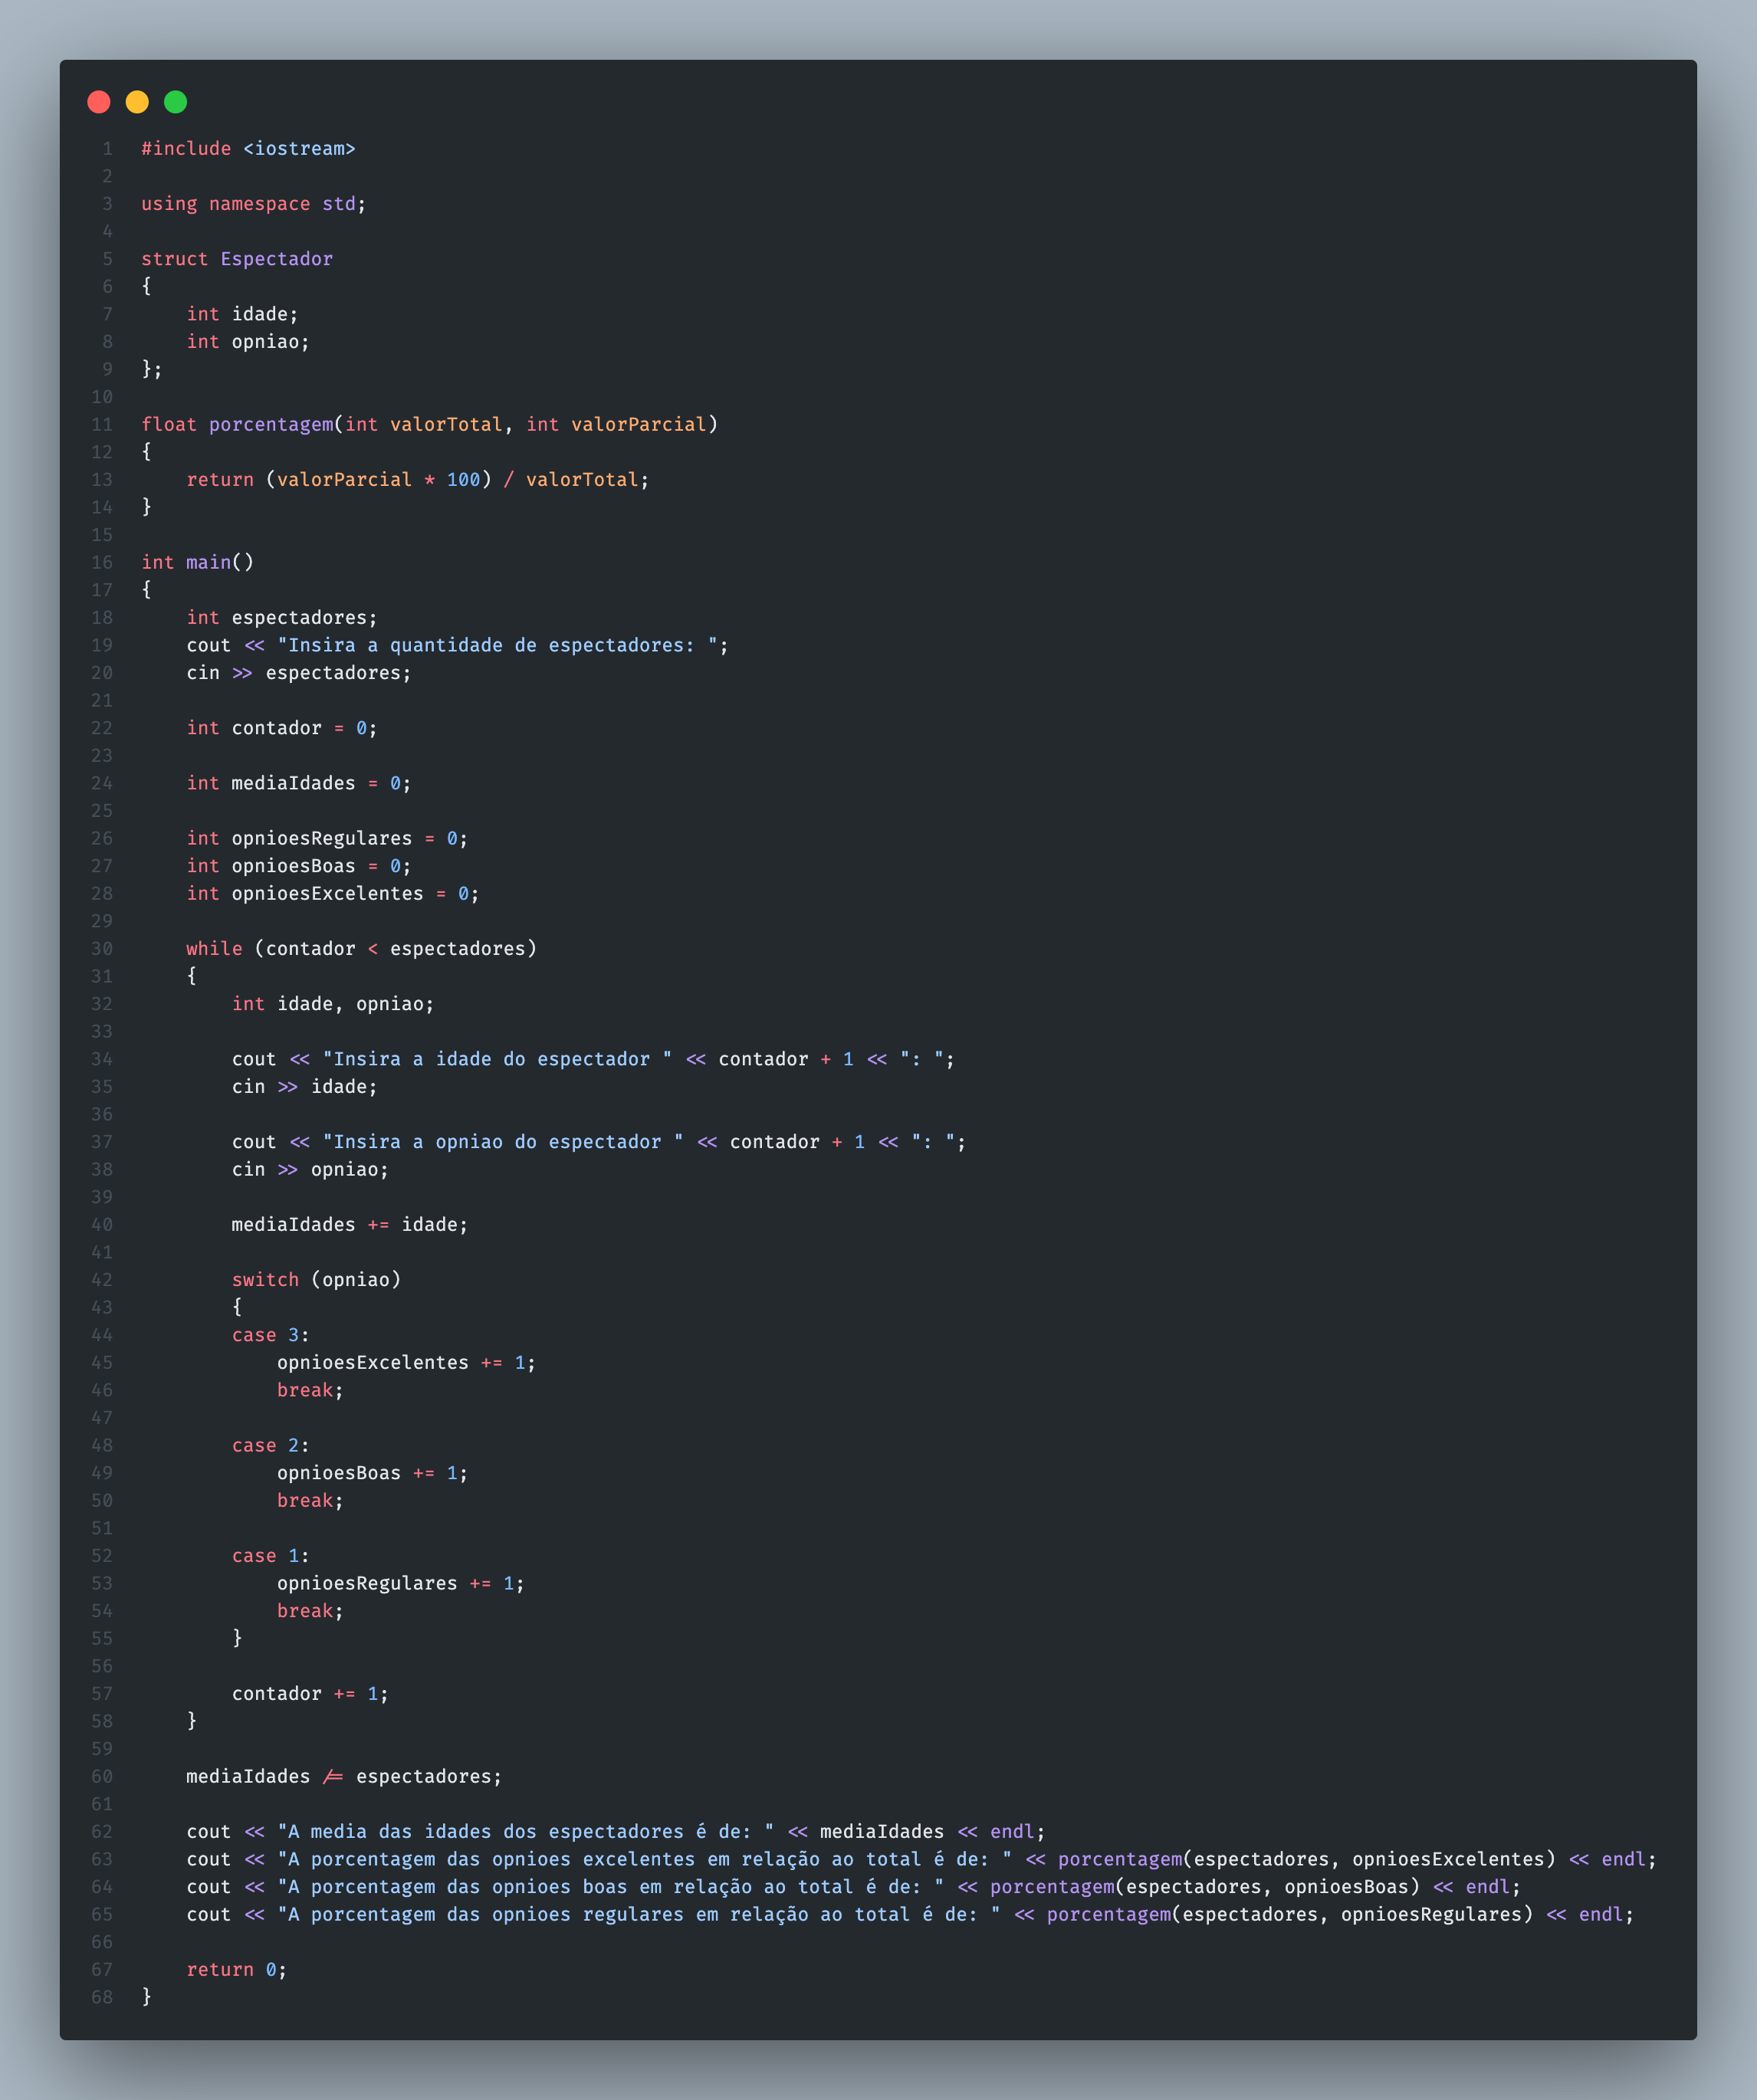 1 #include <iostream>
2
3 using namespace std;
4
5 struct Espectador
6 {
7     int idade;
8     int opniao;
9 };
10
11 float porcentagem(int valorTotal, int valorParcial)
12 {
13     return (valorParcial * 100) / valorTotal;
14 }
15
16 int main()
17 {
18     int espectadores;
19     cout << "Insira a quantidade de espectadores: ";
20     cin >> espectadores;
21
22     int contador = 0;
23
24     int mediaIdades = 0;
25
26     int opnioesRegulares = 0;
27     int opnioesBoas = 0;
28     int opnioesExcelentes = 0;
29
30     while (contador < espectadores)
31     {
32         int idade, opniao;
33
34         cout << "Insira a idade do espectador " << contador + 1 << ": ";
35         cin >> idade;
36
37         cout << "Insira a opniao do espectador " << contador + 1 << ": ";
38         cin >> opniao;
39
40         mediaIdades += idade;
41
42         switch (opniao)
43         {
44         case 3:
45             opnioesExcelentes += 1;
46             break;
47
48         case 2:
49             opnioesBoas += 1;
50             break;
51
52         case 1:
53             opnioesRegulares += 1;
54             break;
55         }
56
57         contador += 1;
58     }
59
60     mediaIdades /= espectadores;
61
62     cout << "A media das idades dos espectadores é de: " << mediaIdades << endl;
63     cout << "A porcentagem das opnioes excelentes em relação ao total é de: " << porcentagem(espectadores, opnioesExcelentes) << endl;
64     cout << "A porcentagem das opnioes boas em relação ao total é de: " << porcentagem(espectadores, opnioesBoas) << endl;
65     cout << "A porcentagem das opnioes regulares em relação ao total é de: " << porcentagem(espectadores, opnioesRegulares) << endl;
66
67     return 0;
68 }